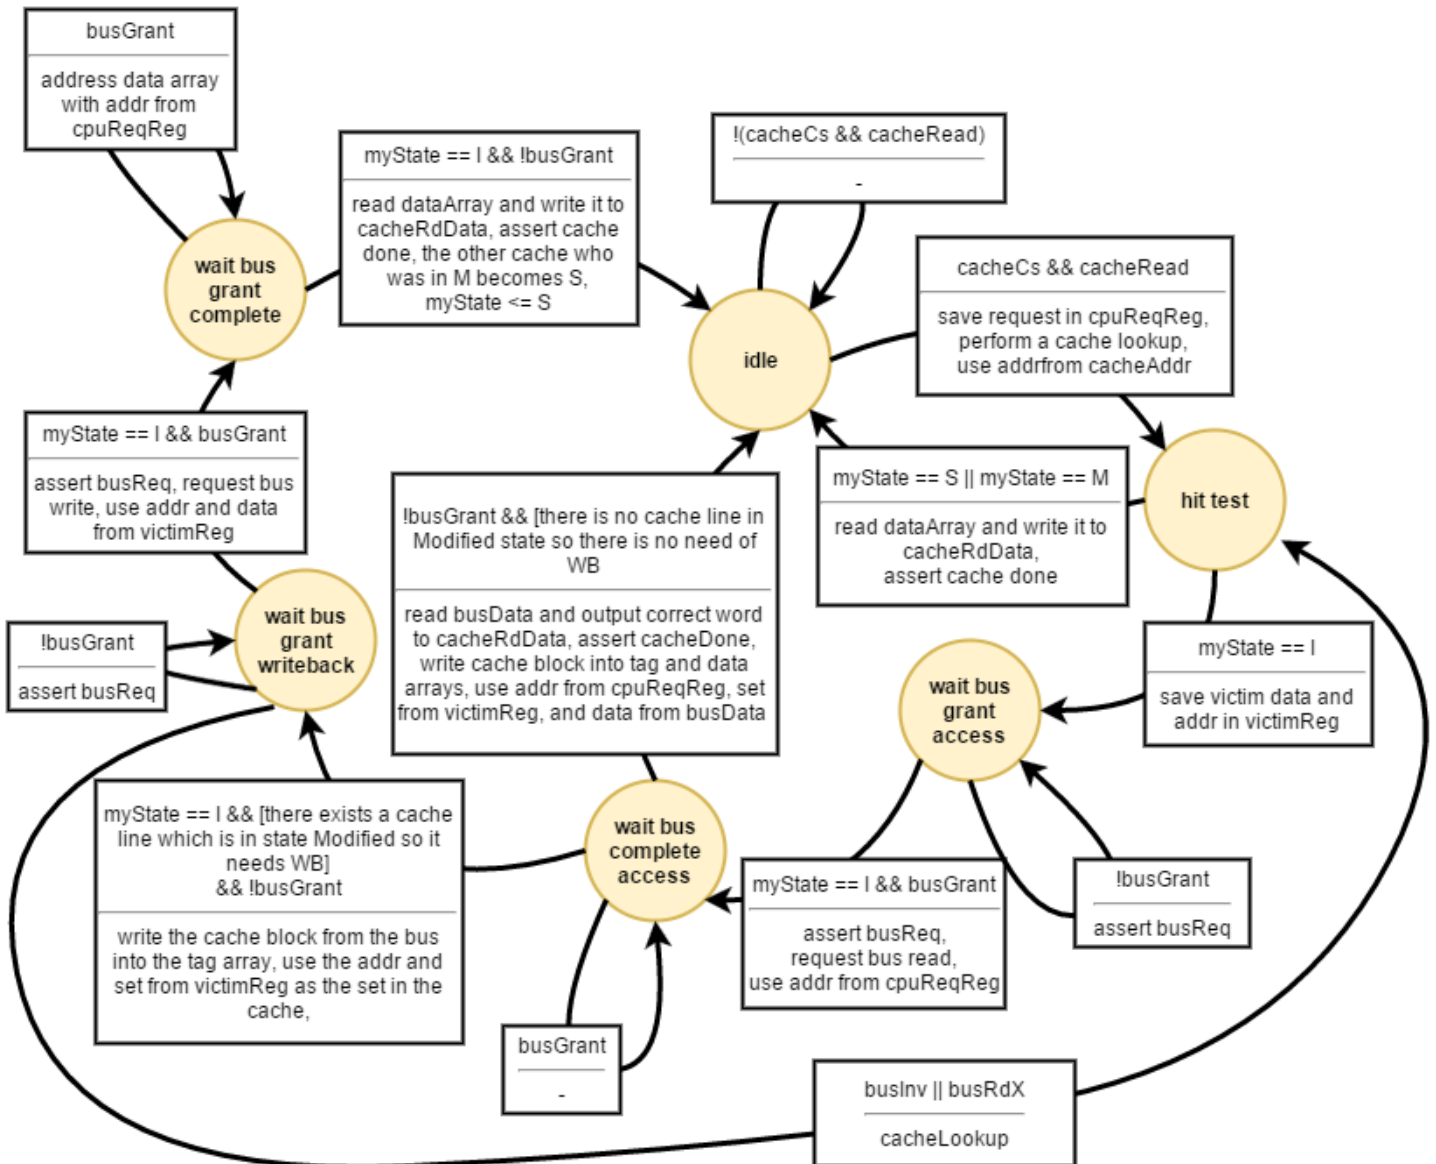 busGrant
address data array
with addr from
cpuReqReg
myState == I && !busGrant
read dataArray and write it to
cacheRdData, assert cache
done, the other cache who
was in M becomes S,
myState <= S
!(cacheCs && cacheRead)
-
cacheCs && cacheRead
save request in cpuReqReg,
perform a cache lookup,
use addrfrom cacheAddr
wait bus
grant
complete
idle
myState == I && busGrant
assert busReq, request bus
write, use addr and data
from victimReg
!busGrant && [there is no cache line in
Modified state so there is no need of
WB
read busData and output correct word
to cacheRdData, assert cacheDone,
write cache block into tag and data
arrays, use addr from cpuReqReg, set
from victimReg, and data from busData
myState == S || myState == M
read dataArray and write it to
cacheRdData,
assert cache done
hit test
!busGrant
assert busReq
wait bus
grant
writeback
wait bus
grant
access
myState == I
save victim data and
addr in victimReg
myState == I && [there exists a cache
line which is in state Modified so it
needs WB]
&& !busGrant
write the cache block from the bus
into the tag array, use the addr and
set from victimReg as the set in the
cache,
wait bus
complete
access
myState == I && busGrant
assert busReq,
request bus read,
use addr from cpuReqReg
!busGrant
assert busReq
busGrant
-
busInv || busRdX
cacheLookup